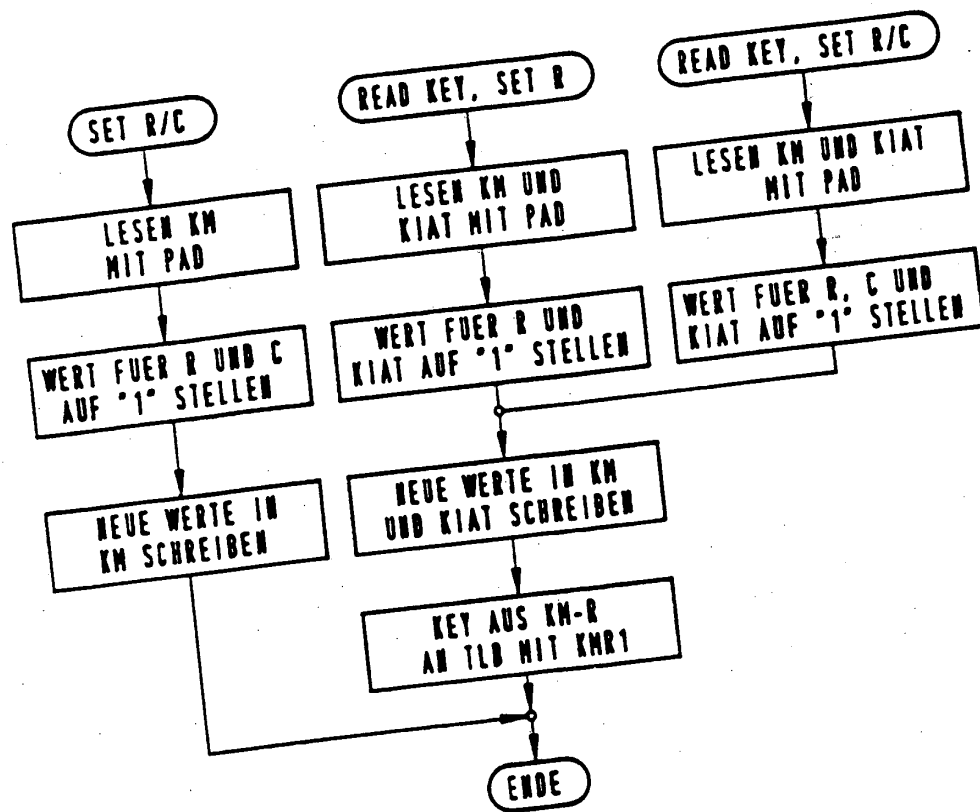 SET R/C
LESEN KM
MIT PAD
WERT FUER R UND C
AUF "1" STELLEN
NEUE WERTE IN
KM SCHREIBEN
READ KEY, SET R
LESEN KM UND
KIAT MIT PAD
WERT FUER R UND
KIAT AUF "1" STELLEN
READ KEY, SET R/C
LESEN KM UND KIAT
MIT PAD
WERT FUER R, C UND
KIAT AUF "1" STELLEN
NEUE WERTE IN KM
UND KIAT SCHREIBEN
KEY AUS KM-R
AN TLB MIT KMR1
ENDE